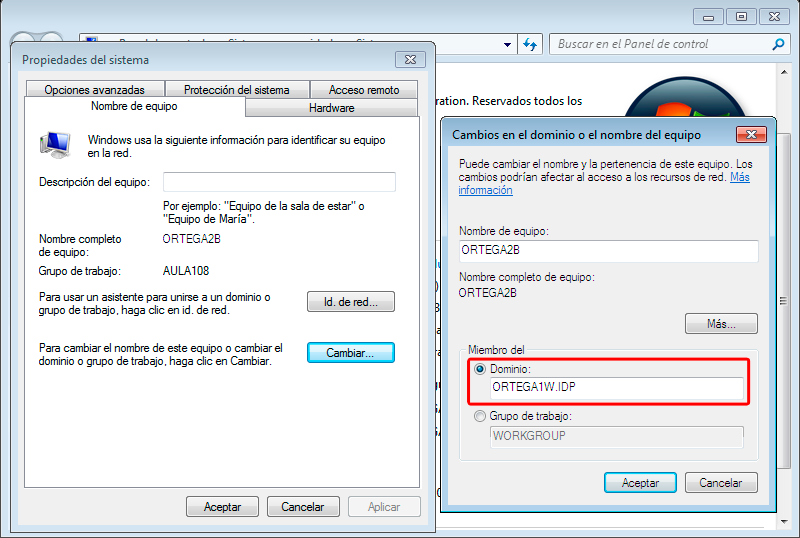 Buscar en el Panel de control
ration. Reservados todos los
Propiedades del sistema
Opciones avanzadas
Protección del sistema
Acceso remoto
Nombre de equipo
Hardware
Windows usa la siguiente información para identificar su equipo
en la red.
Descripción del equipo:
Por ejemplo: "Equipo de la sala de estar" o
"Equipo de María".
Nombre completo
de equipo:
ORTEGA2B
Grupo de trabajo:
AULA108
Para usar un asistente para unirse a un dominio o
grupo de trabajo, haga clic en id. de red.
Id. de red...
Para cambiar el nombre de este equipo o cambiar el
dominio o grupo de trabajo, haga clic en Cambiar.
Cambiar...
Aceptar
Cancelar
Aplicar
Cambios en el dominio o el nombre del equipo
Puede cambiar el nombre y la pertenencia de este equipo. Los
cambios podrían afectar al acceso a los recursos de red. Más
información
Nombre de equipo:
ORTEGA2B
Nombre completo de equipo:
ORTEGA2B
Más...
Miembro del
Dominio:
ORTEGA1W.IDP
Grupo de trabajo:
WORKGROUP
Aceptar
Cancelar